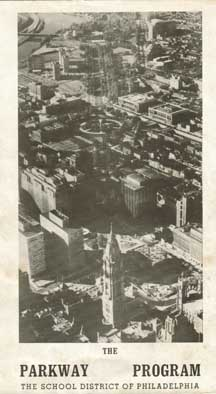 THE
PARKWAY PROGRAM
THE SCHOOL DISTRICT OF PHILADELPHIA